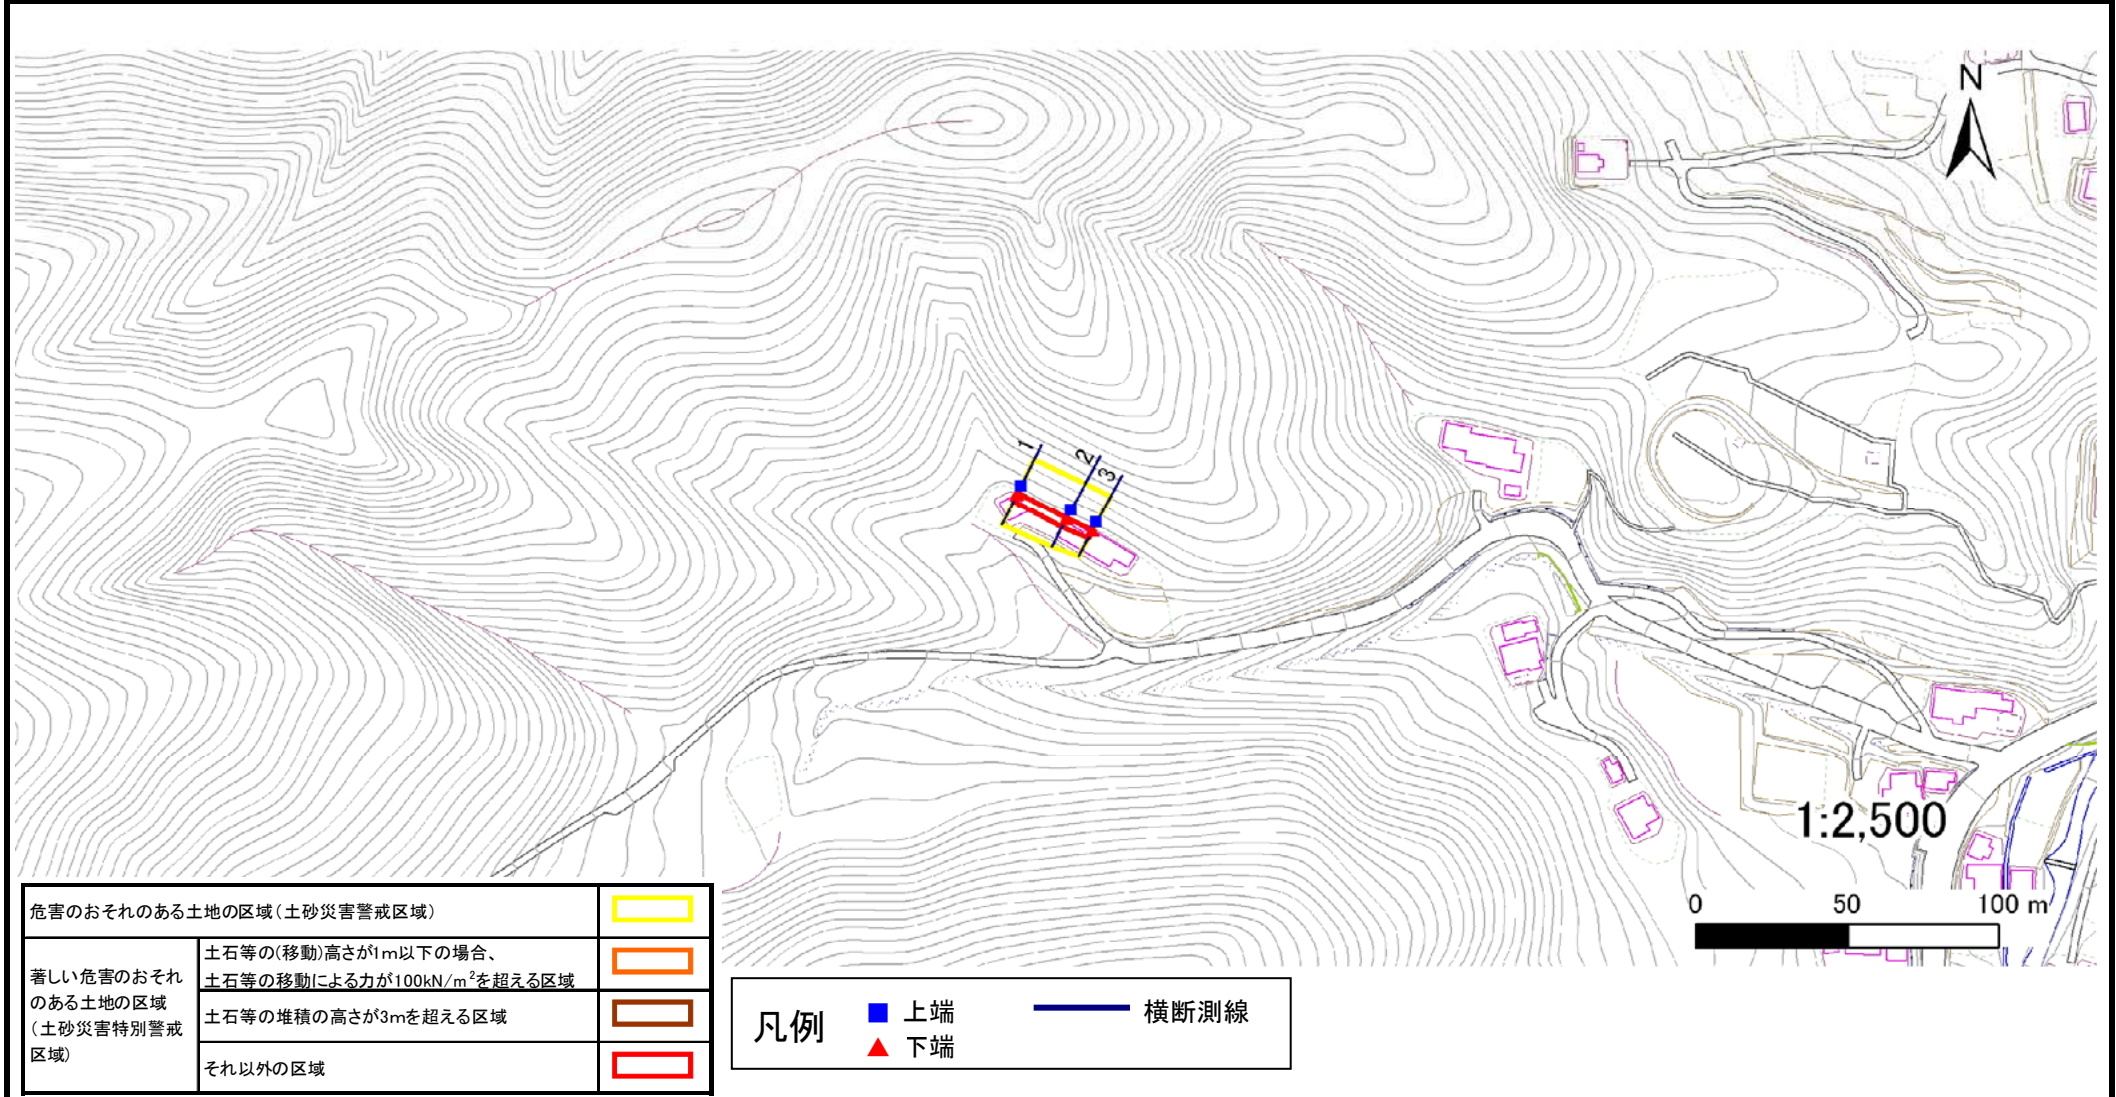 N
1
2
3
1:2,500
0 50 100 m
危害のおそれのある土地の区域(土砂災害警戒区域)
著しい危害のおそれ
のある土地の区域
(土砂災害特別警戒
区域)
土石等の(移動)高さが1m以下の場合、
土石等の移動による力が100kN/m²を超える区域
土石等の堆積の高さが3mを超える区域
それ以外の区域
凡例
上端
下端
横断測線